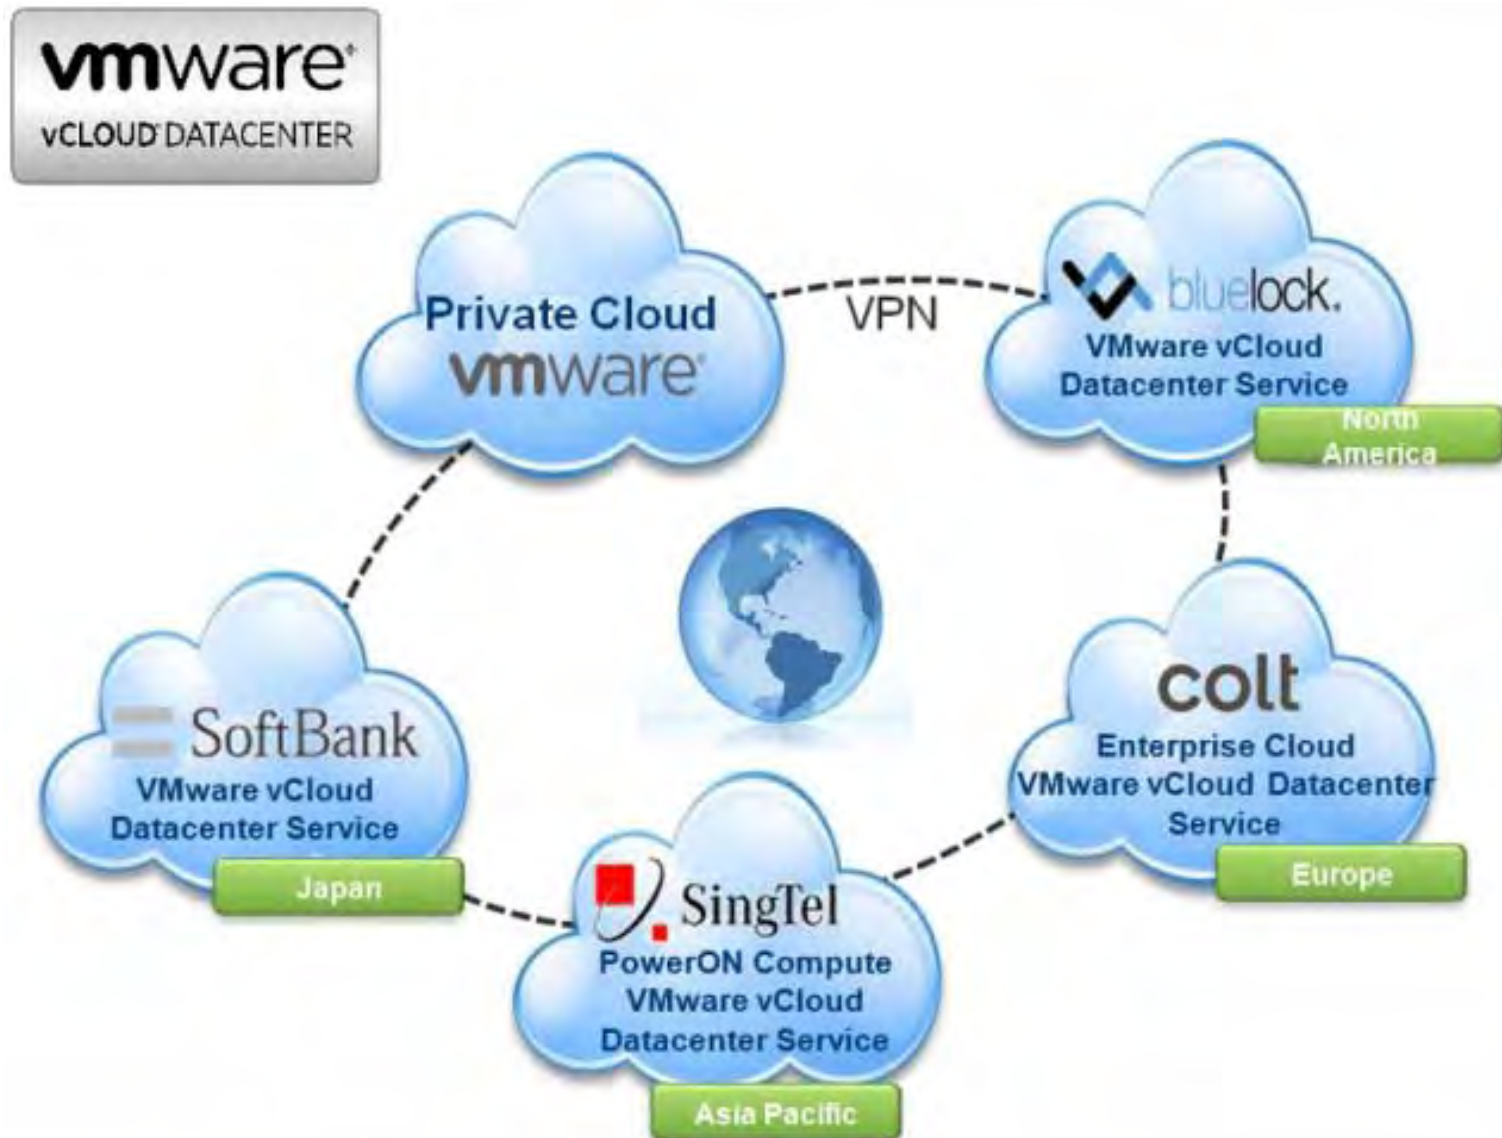 vmware®
vCLOUD DATACENTER
Private Cloud
vmware®
VPN
bluelock.
VMware vCloud
Datacenter Service
North
America
colt
Enterprise Cloud
VMware vCloud Datacenter
Service
Europe
SoftBank
VMware vCloud
Datacenter Service
Japan
SingTel
PowerON Compute
VMware vCloud
Datacenter Service
Asia Pacific